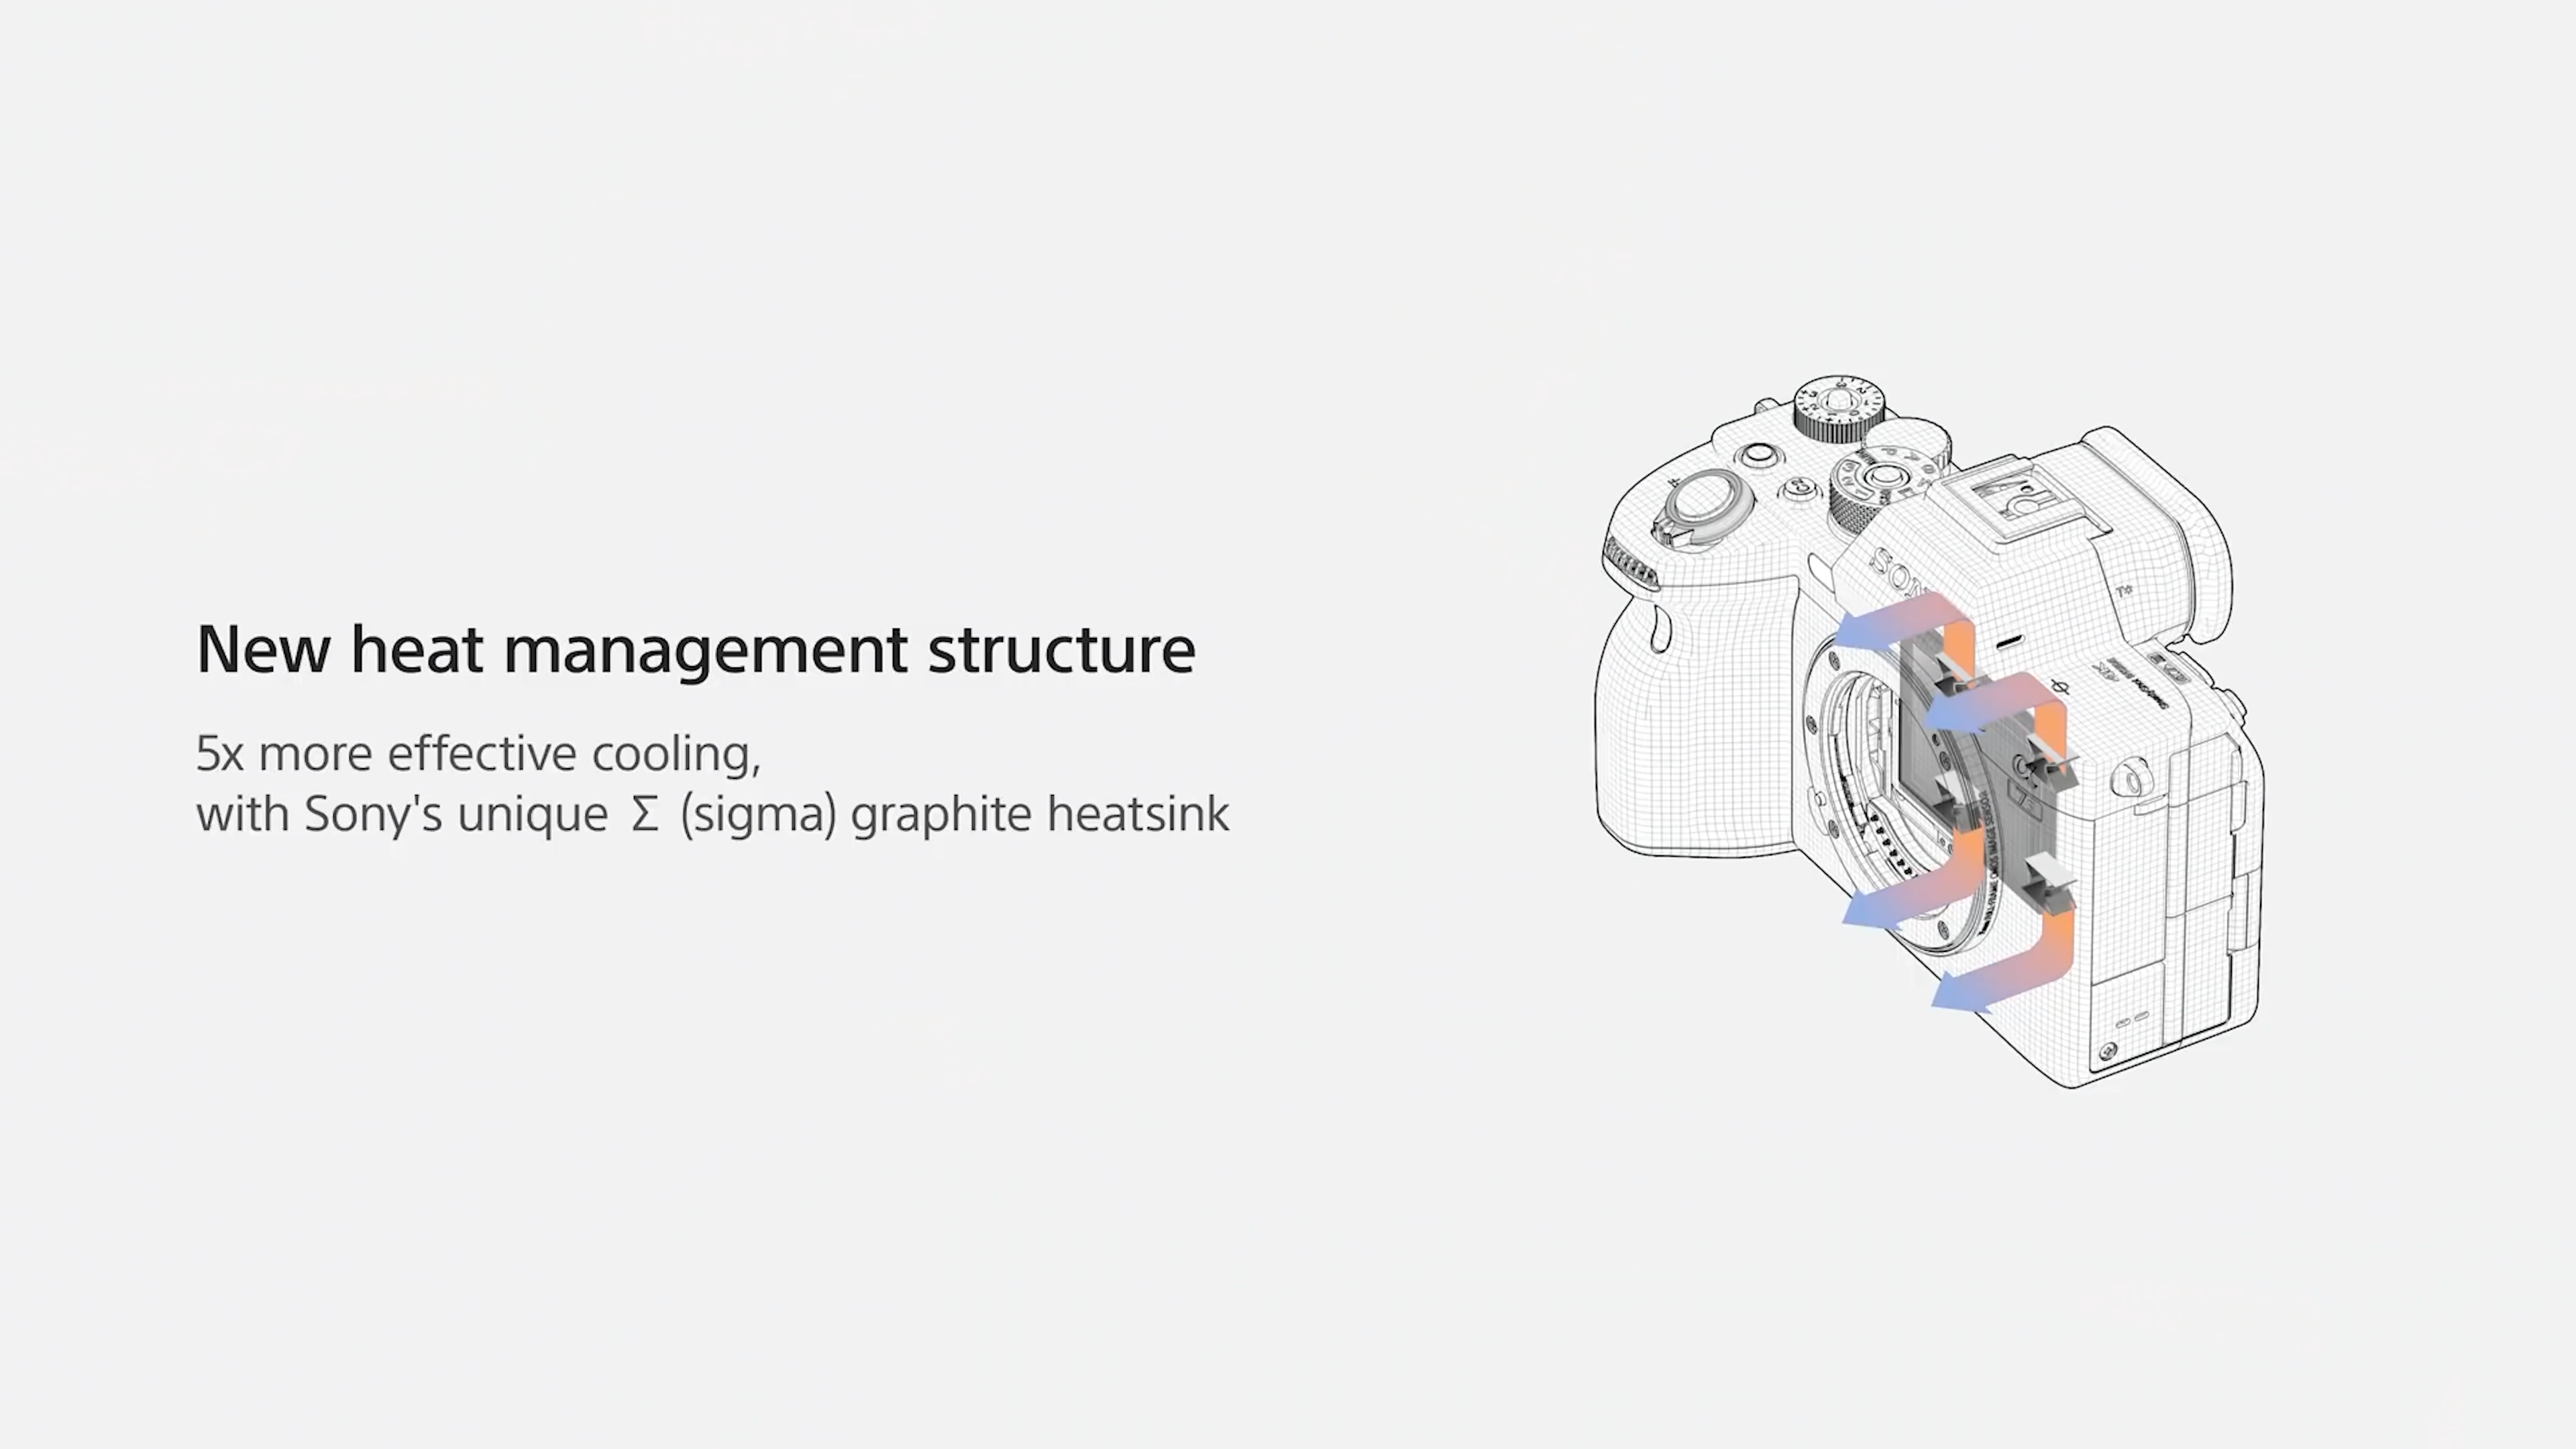 New heat management structure
5x more effective cooling,
with Sony's unique Σ (sigma) graphite heatsink